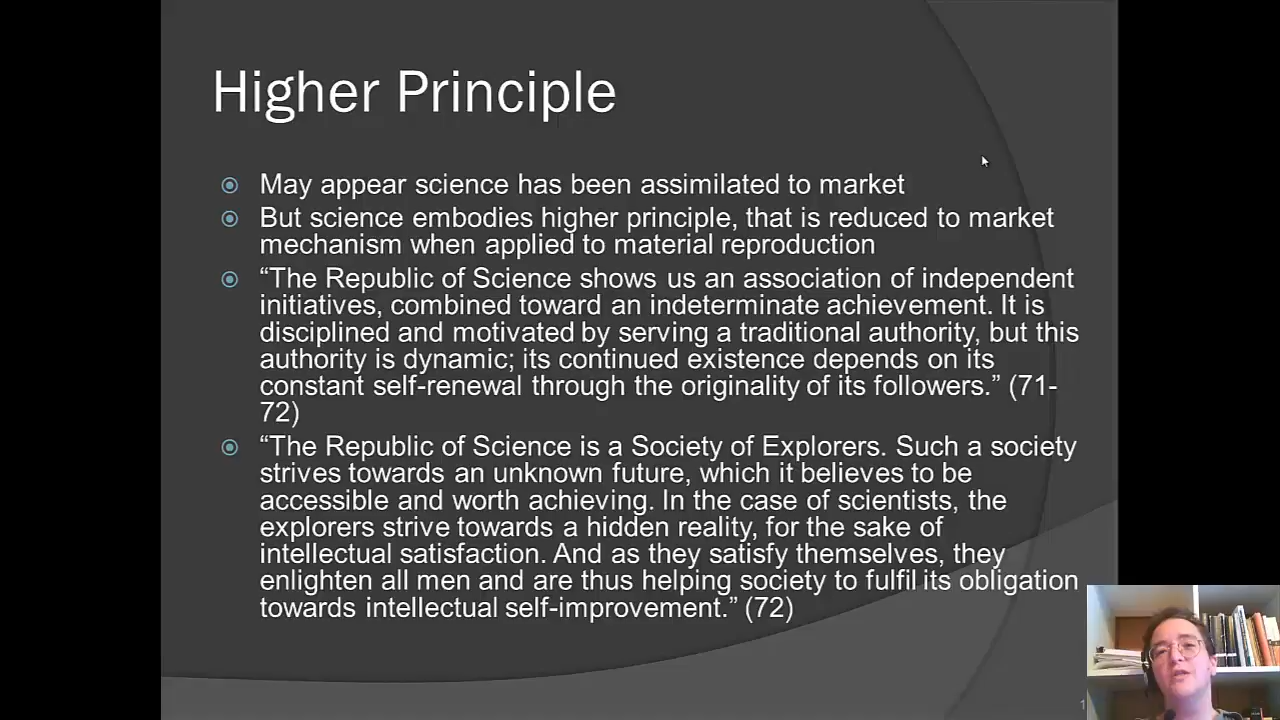 Higher Principle
May appear science has been assimilated to market
But science embodies higher principle, that is reduced to market
mechanism when applied to material reproduction
“The Republic of Science shows us an association of independent
initiatives, combined toward an indeterminate achievement. It is
disciplined and motivated by serving a traditional authority, but this
authority is dynamic; its continued existence depends on its
constant self-renewal through the originality of its followers.” (71-
72)
“The Republic of Science is a Society of Explorers. Such a society
strives towards an unknown future, which it believes to be
accessible and worth achieving. In the case of scientists, the
explorers strive towards a hidden reality, for the sake of
intellectual satisfaction. And as they satisfy themselves, they
enlighten all men and are thus helping society to fulfil its obligation
towards intellectual self-improvement.” (72)